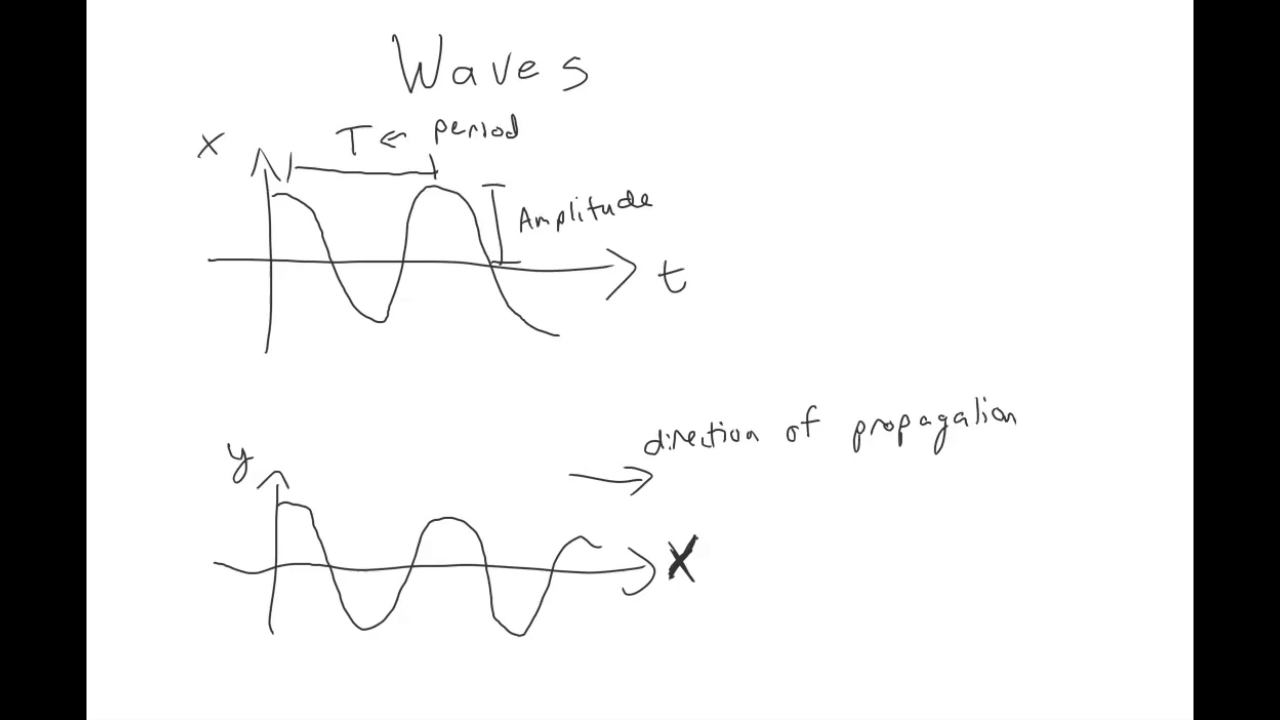 Waves
x
T ← period
Amplitude
t
direction of propagation
y
→
X